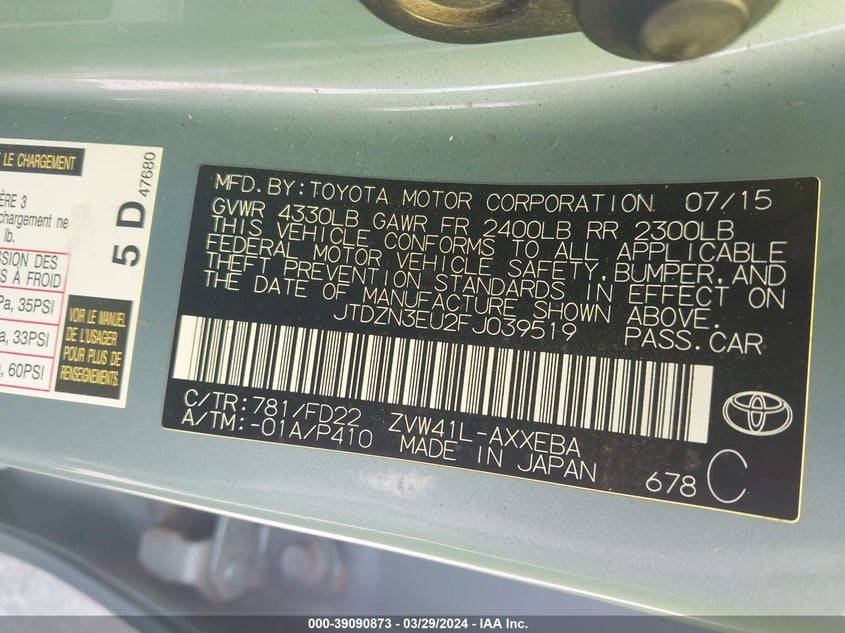 LE CHARGEMENT
ÈRE 3
chargement ne
lb.
SSION DES
S A FROID
Pa, 35PSI
a, 33PSI
, 60PSI
VOIR LE MANUEL
DE L'USAGER
POUR PLUS DE
RENSEIGNEMENTS.
5 D
47680
MFD. BY: TOYOTA MOTOR CORPORATION 07/15
GVWR 4330LB GAWR FR 2400LB RR 2300LB
THIS VEHICLE CONFORMS TO ALL APPLICABLE
FEDERAL MOTOR VEHICLE SAFETY, BUMPER, AND
THEFT PREVENTION STANDARDS IN EFFECT ON
THE DATE OF MANUFACTURE SHOWN ABOVE.
JTDZN3EU2FJ039519 PASS. CAR
C/TR: 781/FD22 ZVW41L-AXXEBA
A/TM: -01A/P410 MADE IN JAPAN
678 C
000-39090873 / 03/29/2024 - IAA Inc.